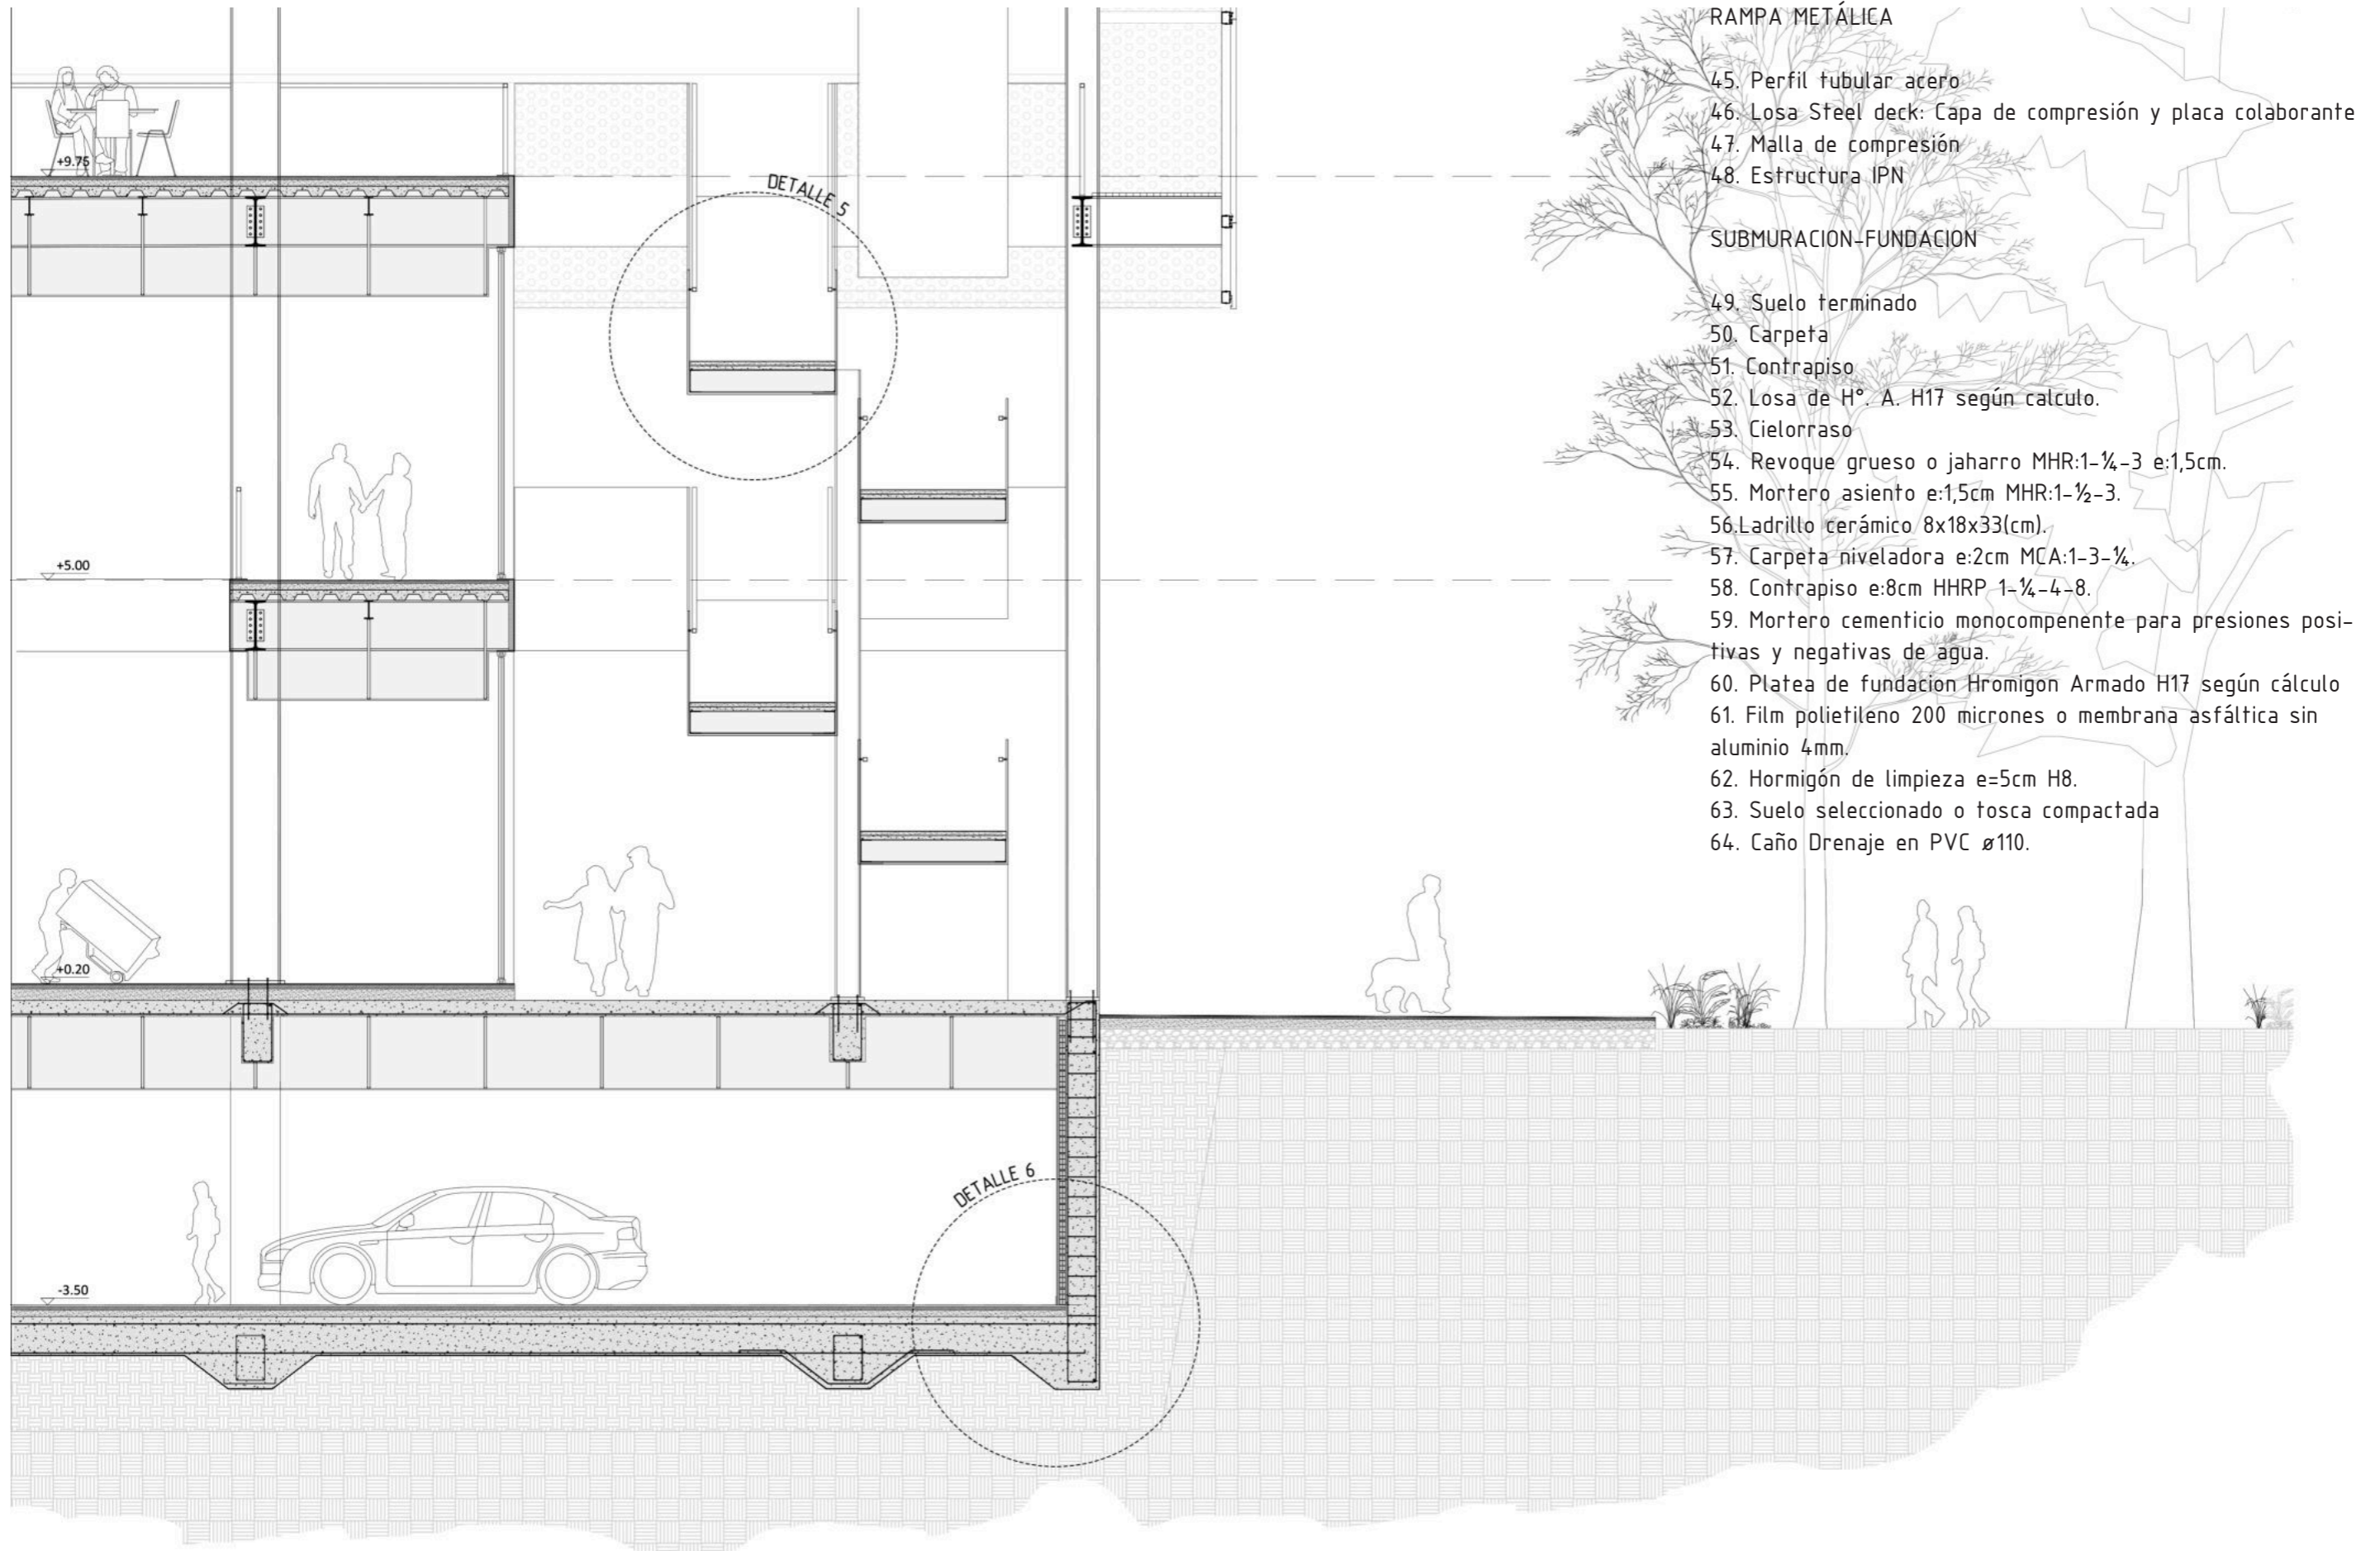 RAMPA METÁLICA
45. Perfil tubular acero
46. Losa Steel deck: Capa de compresión y placa colaborante
47. Malla de compresión
48. Estructura IPN
SUBMURACION-FUNDACION
49. Suelo terminado
50. Carpeta
51. Contrapiso
52. Losa de H°. A. H17 según calculo.
53. Cielorraso
54. Revoque grueso o jaharro MHR:1-¼-3 e:1,5cm.
55. Mortero asiento e:1,5cm MHR:1-½-3.
56.Ladrillo cerámico 8x18x33(cm).
57. Carpeta niveladora e:2cm MCA:1-3-¼.
58. Contrapiso e:8cm HHRP 1-¼-4-8.
59. Mortero cementicio monocompenente para presiones posi-
tivas y negativas de agua.
60. Platea de fundacion Hromigon Armado H17 según cálculo
61. Film polietileno 200 micrones o membrana asfáltica sin
aluminio 4mm.
62. Hormigón de limpieza e=5cm H8.
63. Suelo seleccionado o tosca compactada
64. Caño Drenaje en PVC ø110.
+9.75
DETALLE 5
+5.00
+0.20
DETALLE 6
-3.50